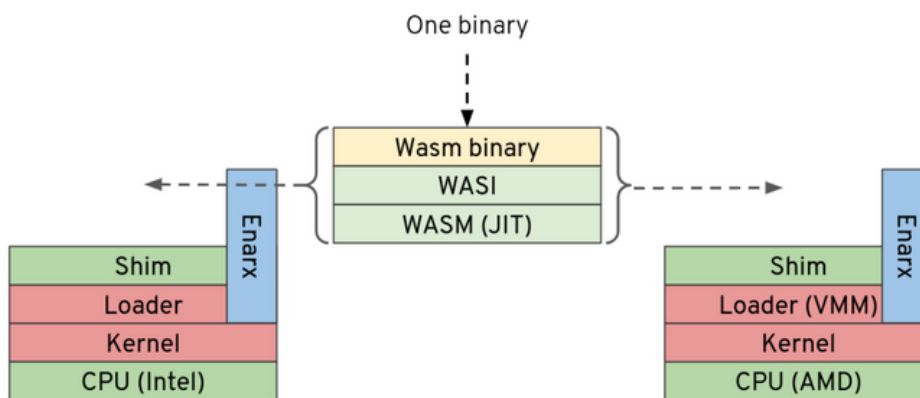 One binary
Wasm binary
WASI
WASM (JIT)
Enarx
Shim
Loader
Kernel
CPU (Intel)
Enarx
Shim
Loader (VMM)
Kernel
CPU (AMD)